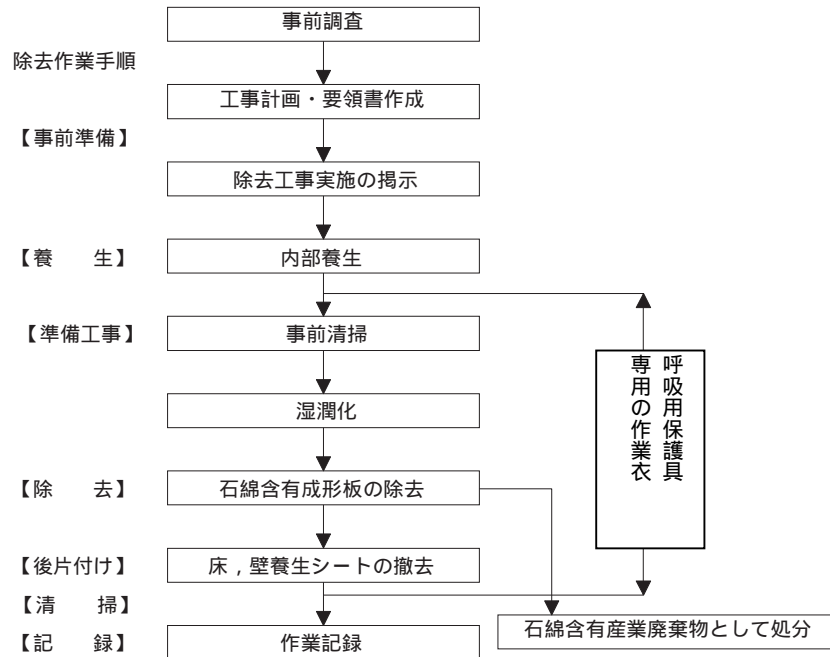 事前調査
除去作業手順
工事計画・要領書作成
【事前準備】
除去工事実施の掲示
【養　　生】
内部養生
【準備工事】
事前清掃
呼吸用保護具
専用の作業衣
湿潤化
【除　　去】
石綿含有成形板の除去
【後片付け】
床，壁養生シートの撤去
【清　　掃】
石綿含有産業廃棄物として処分
【記　　録】
作業記録